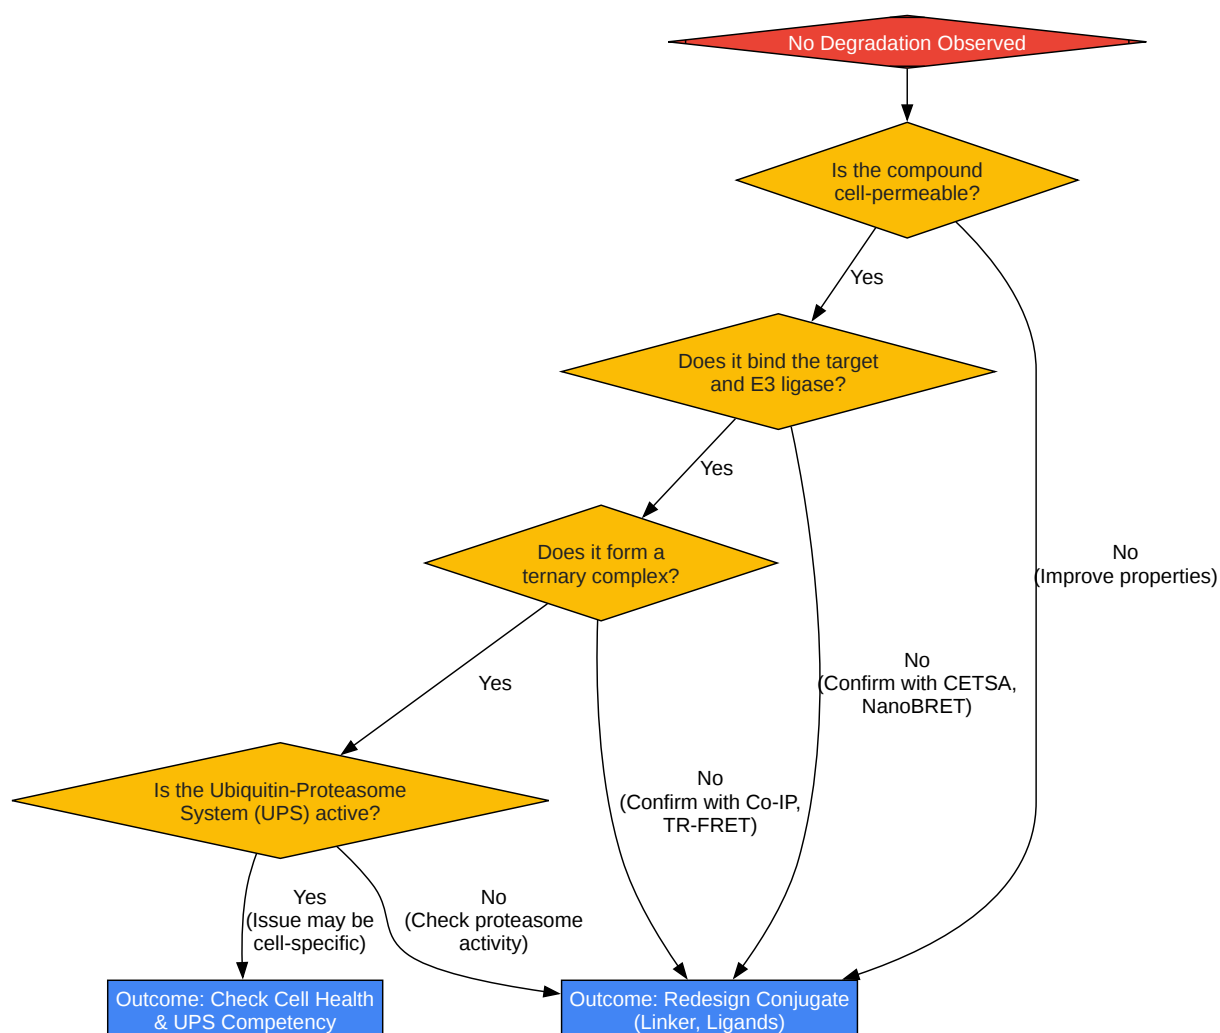 No Degradation Observed
Is the compound
cell-permeable?
Yes
Does it bind the target
and E3 ligase?
Yes
Does it form a
ternary complex?
No
(Improve properties)
Yes
No
(Confirm with CETSA,
NanoBRET)
Is the Ubiquitin-Proteasome
System (UPS) active?
No
(Confirm with Co-IP,
TR-FRET)
Yes
(Issue may be
cell-specific)
No
(Check proteasome
activity)
Outcome: Check Cell Health
& UPS Competency
Outcome: Redesign Conjugate
(Linker, Ligands)